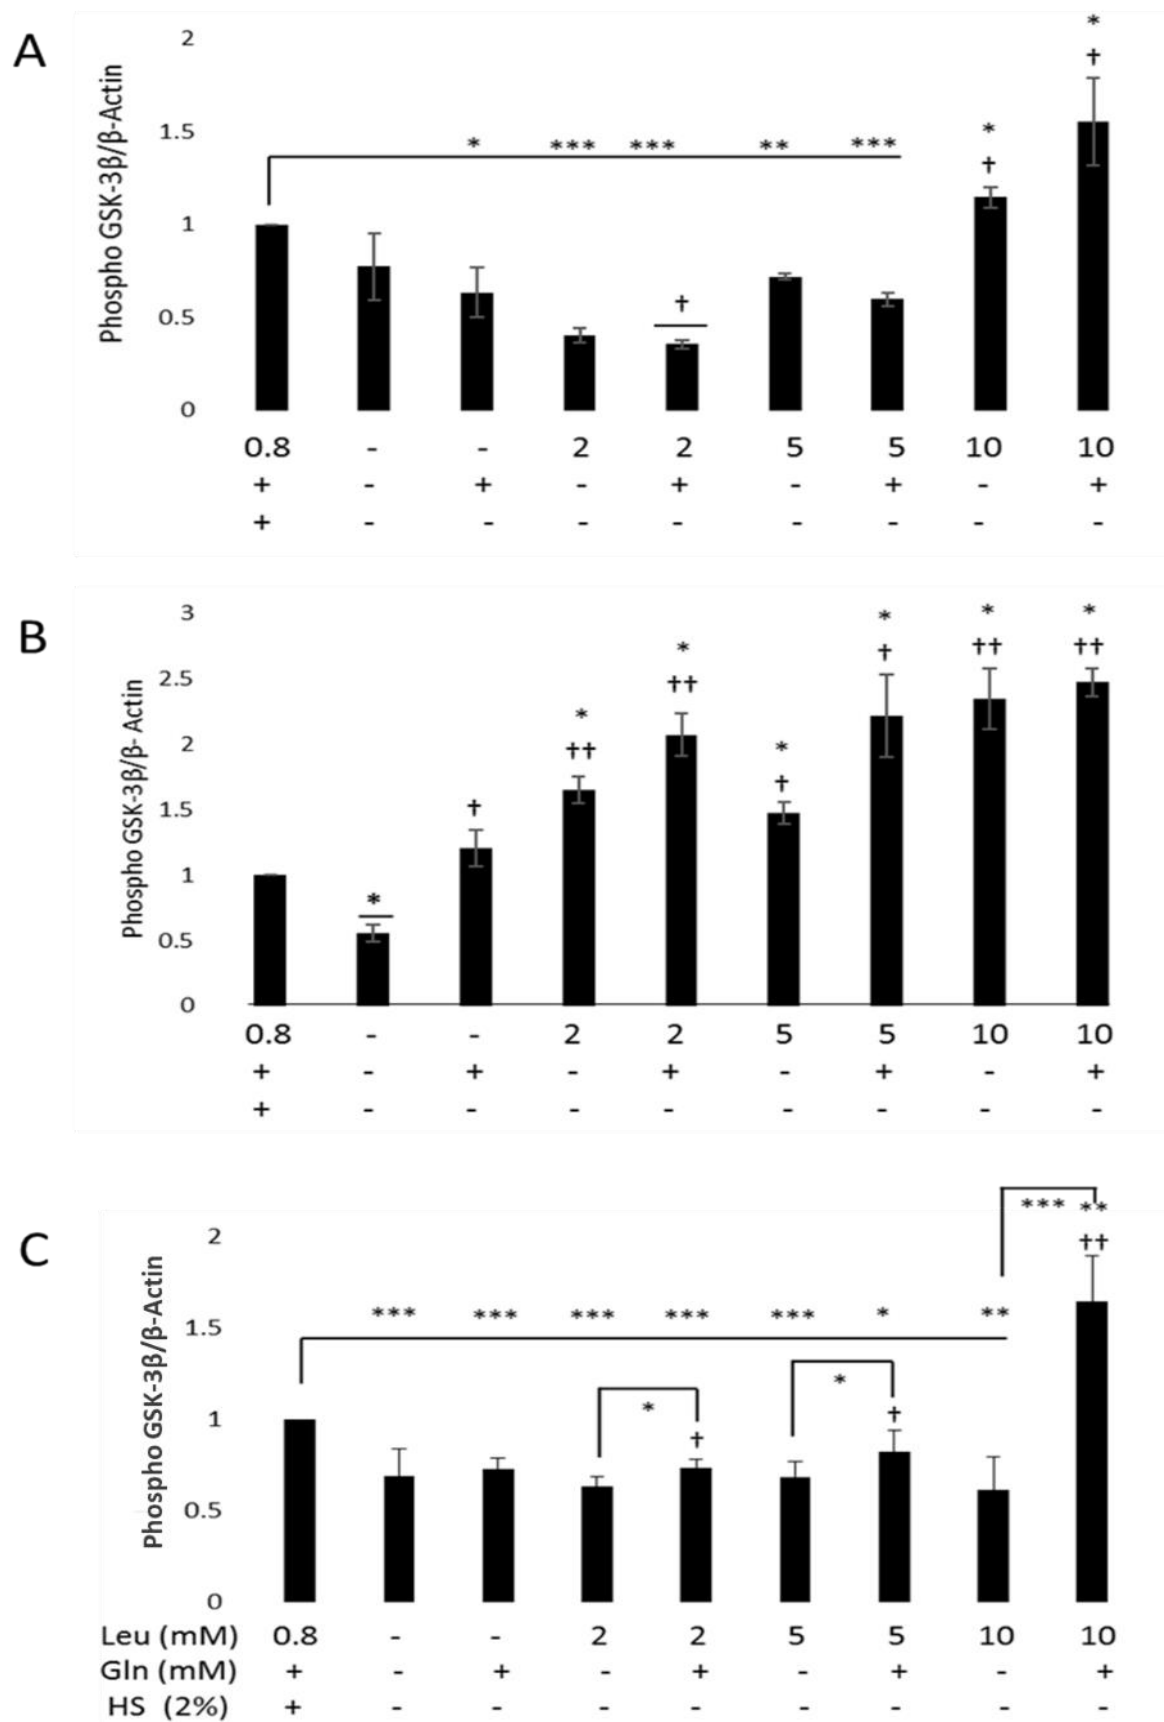 A
Phospho GSK-3β/β-Actin
2
1.5
1
0.5
0
* *** *** ** ***
†
*
†
*
†
0.8 - - 2 2 5 5 10 10
+ - + - + - + - +
+ - - - - - - - -
B
Phospho GSK-3β/β- Actin
3
2.5
2
1.5
1
0.5
0
*
†
*
††
*
††
*
†
*
†
*
††
*
††
0.8 - - 2 2 5 5 10 10
+ - + - + - + - +
+ - - - - - - - -
C
Phospho GSK-3β/β-Actin
2
1.5
1
0.5
0
*** *** *** *** *** * **
*
†
*
†
*** **
††
Leu (mM) 0.8 - - 2 2 5 5 10 10
Gln (mM) + - + - + - + - +
HS (2%) + - - - - - - - -